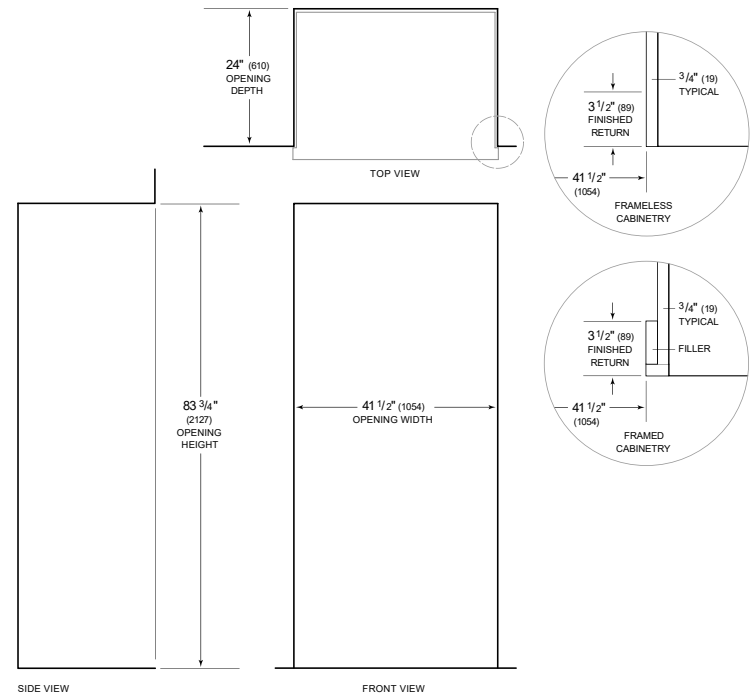 24" (610)
OPENING
DEPTH
TOP VIEW
3 1/2" (89)
FINISHED
RETURN
3/4" (19)
TYPICAL
41 1/2"
(1054)
FRAMELESS
CABINETRY
3 1/2" (89)
FINISHED
RETURN
3/4" (19)
TYPICAL
FILLER
41 1/2"
(1054)
FRAMED
CABINETRY
83 3/4"
(2127)
OPENING
HEIGHT
41 1/2" (1054)
OPENING WIDTH
SIDE VIEW
FRONT VIEW